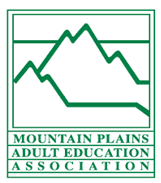 MOUNTAIN PLAINS
ADULT EDUCATION
ASSOCIATION